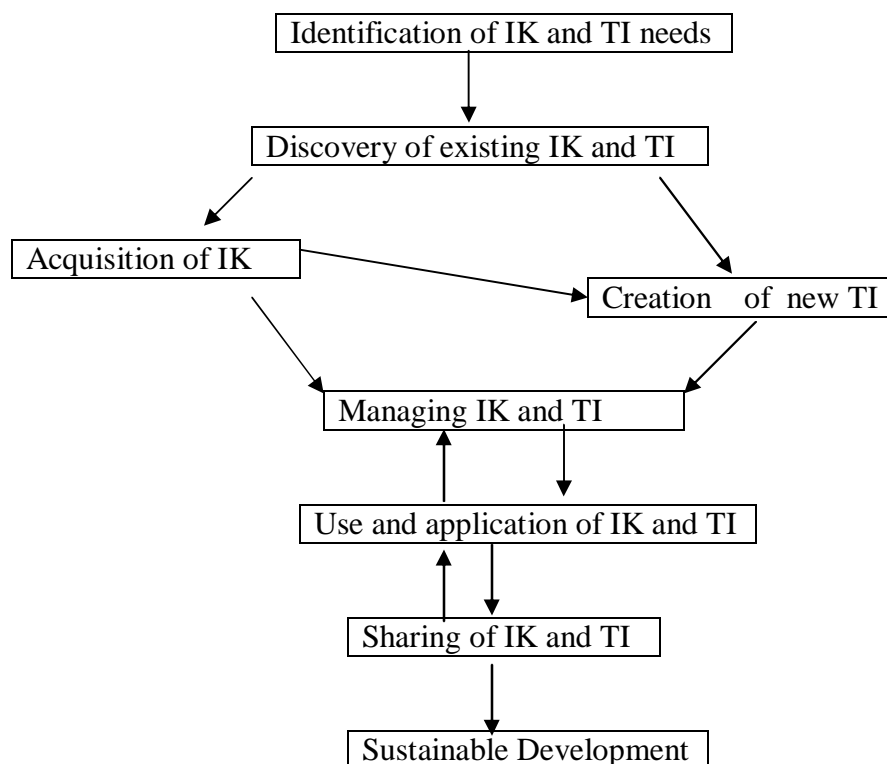 Identification of IK and TI needs
Discovery of existing IK and TI
Acquisition of IK
Creation of new TI
Managing IK and TI
Use and application of IK and TI
Sharing of IK and TI
Sustainable Development